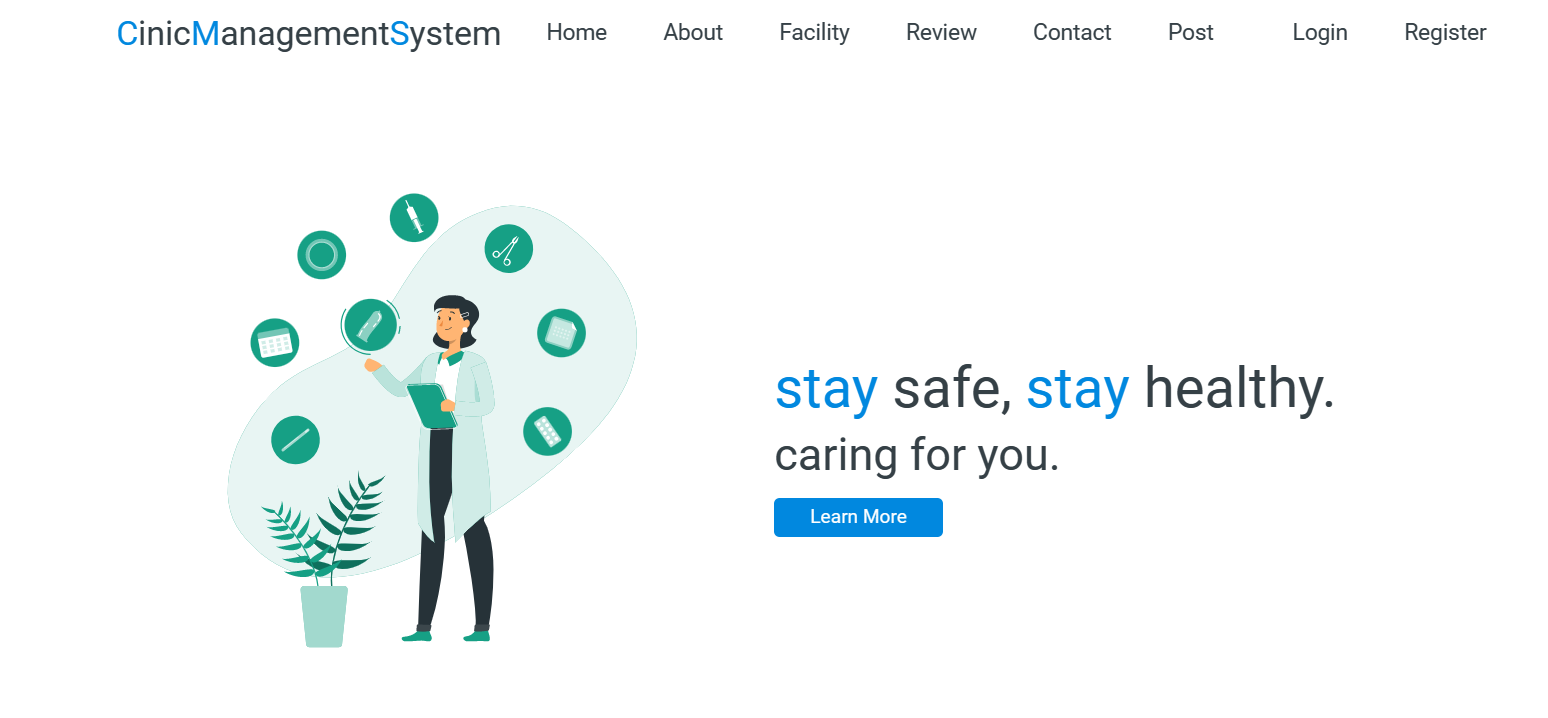 CinicManagementSystem Home About Facility Review Contact Post Login Register
stay safe, stay healthy.
caring for you.
Learn More